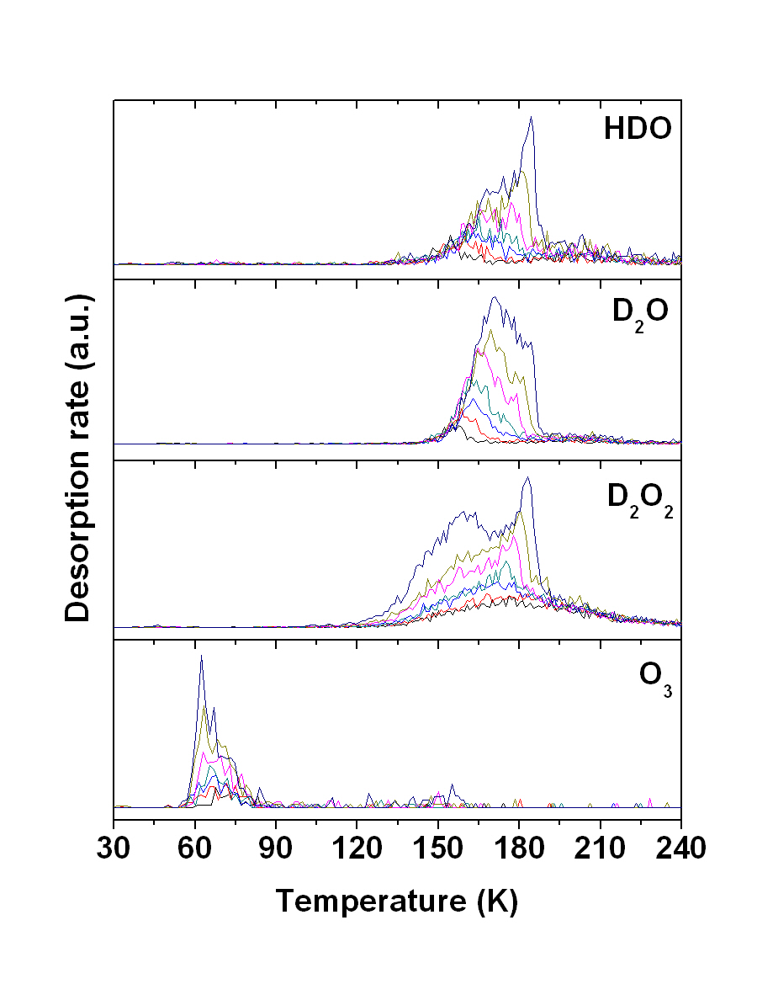 HDO
D₂O
D₂O₂
O₃
Desorption rate (a.u.)
30 60 90 120 150 180 210 240
Temperature (K)